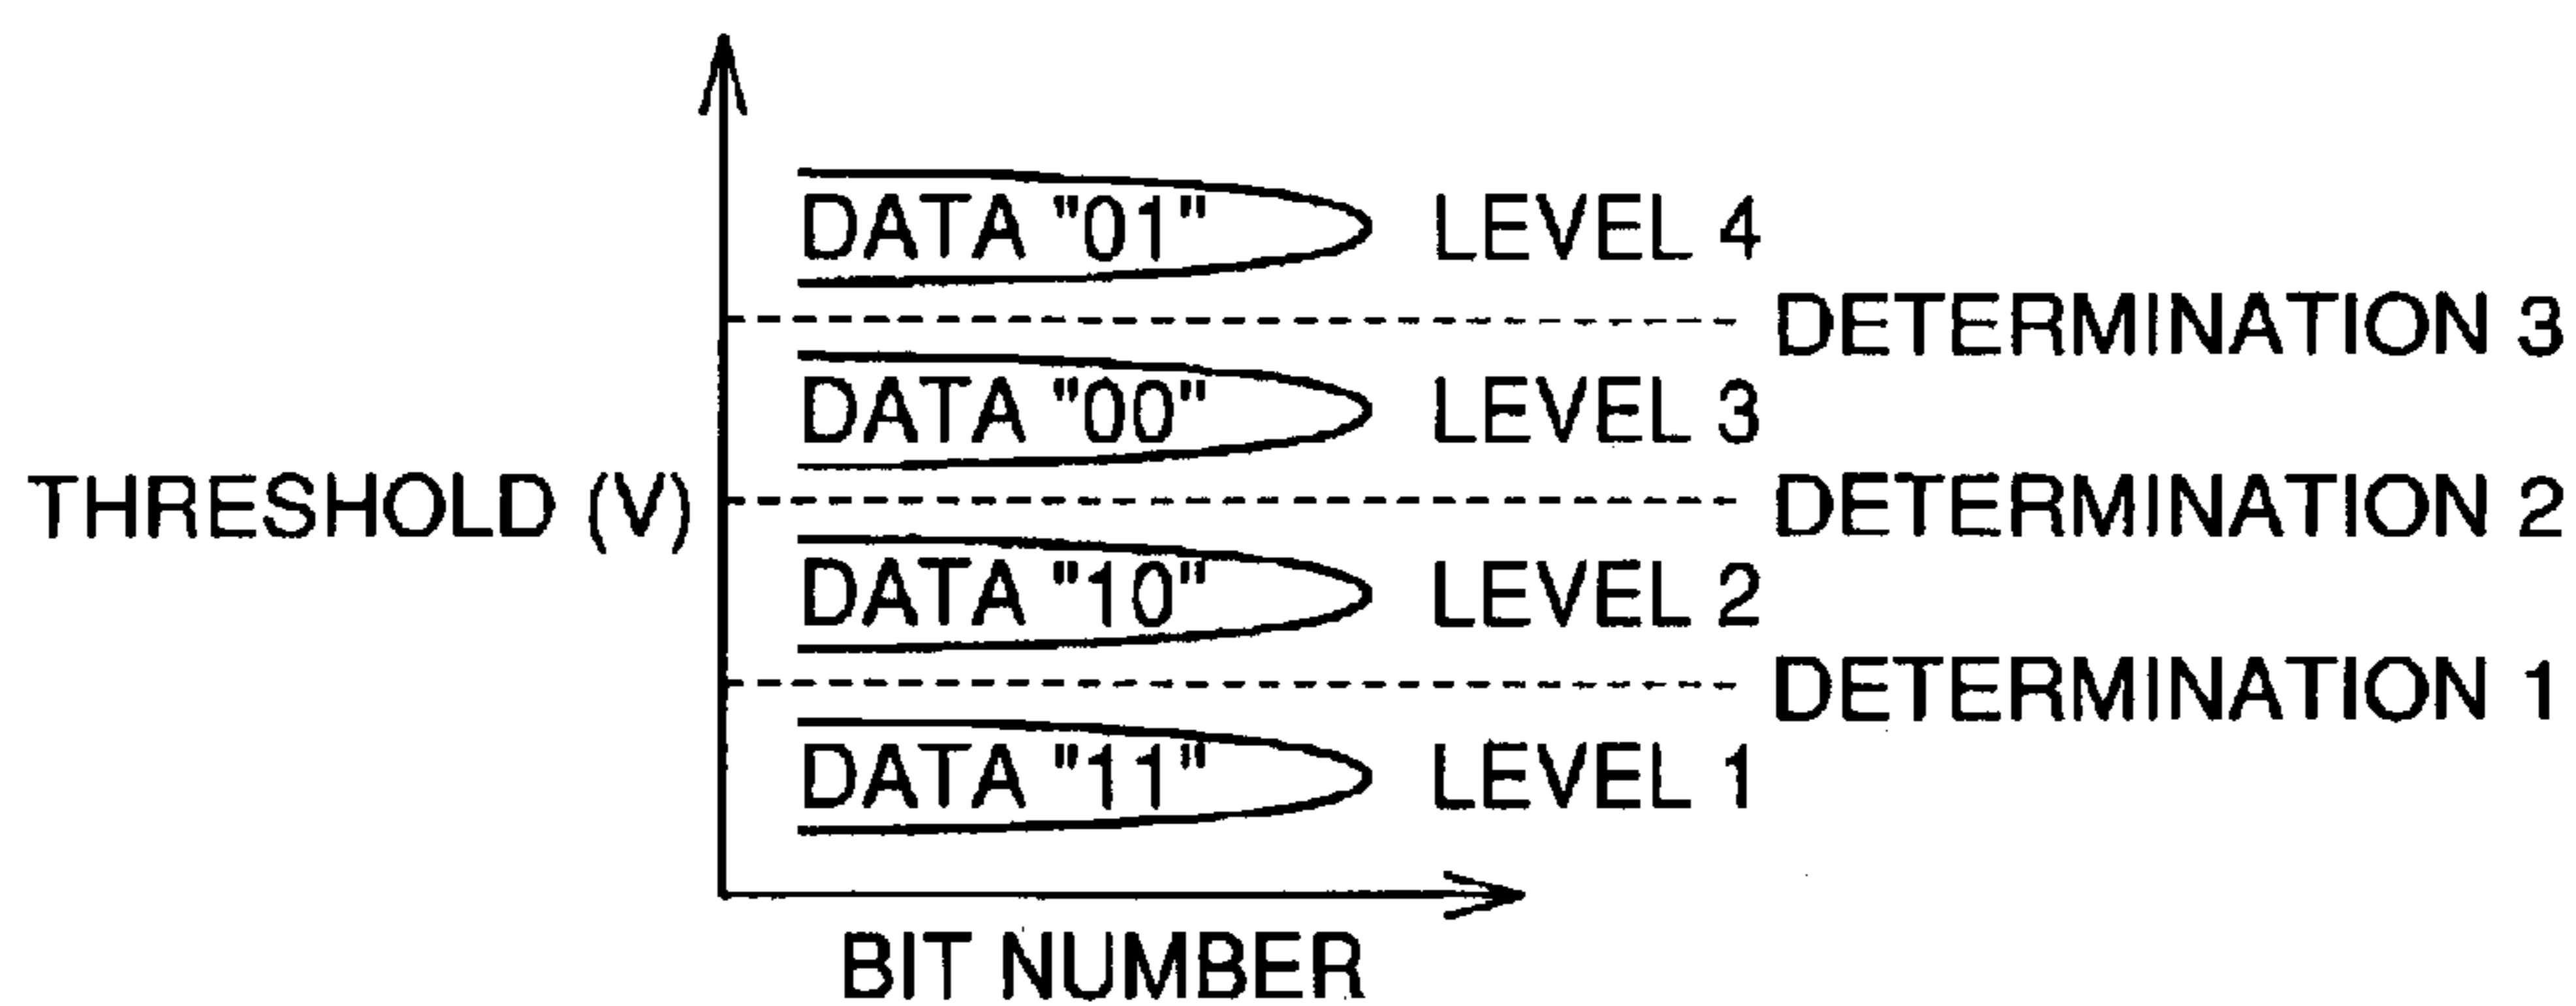 DATA "01" LEVEL 4
DETERMINATION 3
DATA "00" LEVEL 3
THRESHOLD (V) DETERMINATION 2
DATA "10" LEVEL 2
DETERMINATION 1
DATA "11" LEVEL 1
BIT NUMBER